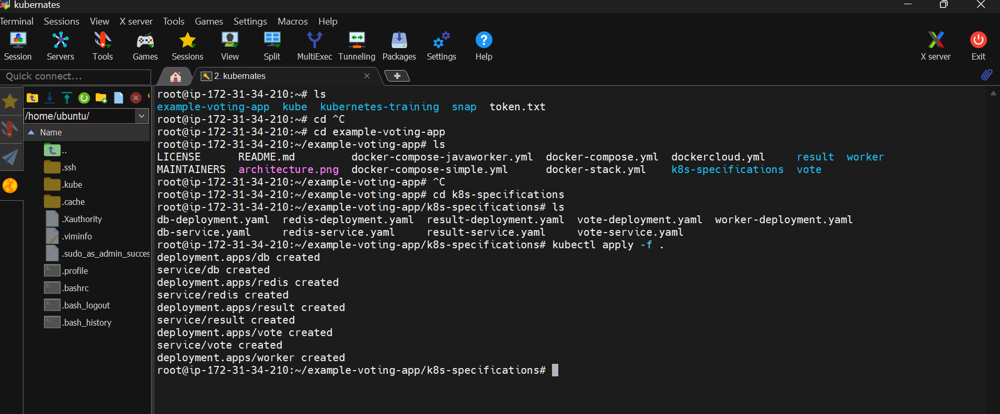 kubernates
Terminal Sessions View X server Tools Games Settings Macros Help
Session Servers Tools Games Sessions View Split MultiExec Tunneling Packages Settings Help X server Exit
Quick connect...
2. kubernates
/home/ubuntu/
Name
..
.ssh
.kube
.cache
.Xauthority
.viminfo
.sudo_as_admin_succes
.profile
.bashrc
.bash_logout
.bash_history
root@ip-172-31-34-210:~# ls
example-voting-app kube kubernetes-training snap token.txt
root@ip-172-31-34-210:~# cd ^C
root@ip-172-31-34-210:~# cd example-voting-app
root@ip-172-31-34-210:~/example-voting-app# ls
LICENSE README.md docker-compose-javaworker.yml docker-compose.yml dockercloud.yml result worker
MAINTAINERS architecture.png docker-compose-simple.yml docker-stack.yml k8s-specifications vote
root@ip-172-31-34-210:~/example-voting-app# ^C
root@ip-172-31-34-210:~/example-voting-app# cd k8s-specifications
root@ip-172-31-34-210:~/example-voting-app/k8s-specifications# ls
db-deployment.yaml redis-deployment.yaml result-deployment.yaml vote-deployment.yaml worker-deployment.yaml
db-service.yaml redis-service.yaml result-service.yaml vote-service.yaml
root@ip-172-31-34-210:~/example-voting-app/k8s-specifications# kubectl apply -f .
deployment.apps/db created
service/db created
deployment.apps/redis created
service/redis created
deployment.apps/result created
service/result created
deployment.apps/vote created
service/vote created
deployment.apps/worker created
root@ip-172-31-34-210:~/example-voting-app/k8s-specifications#